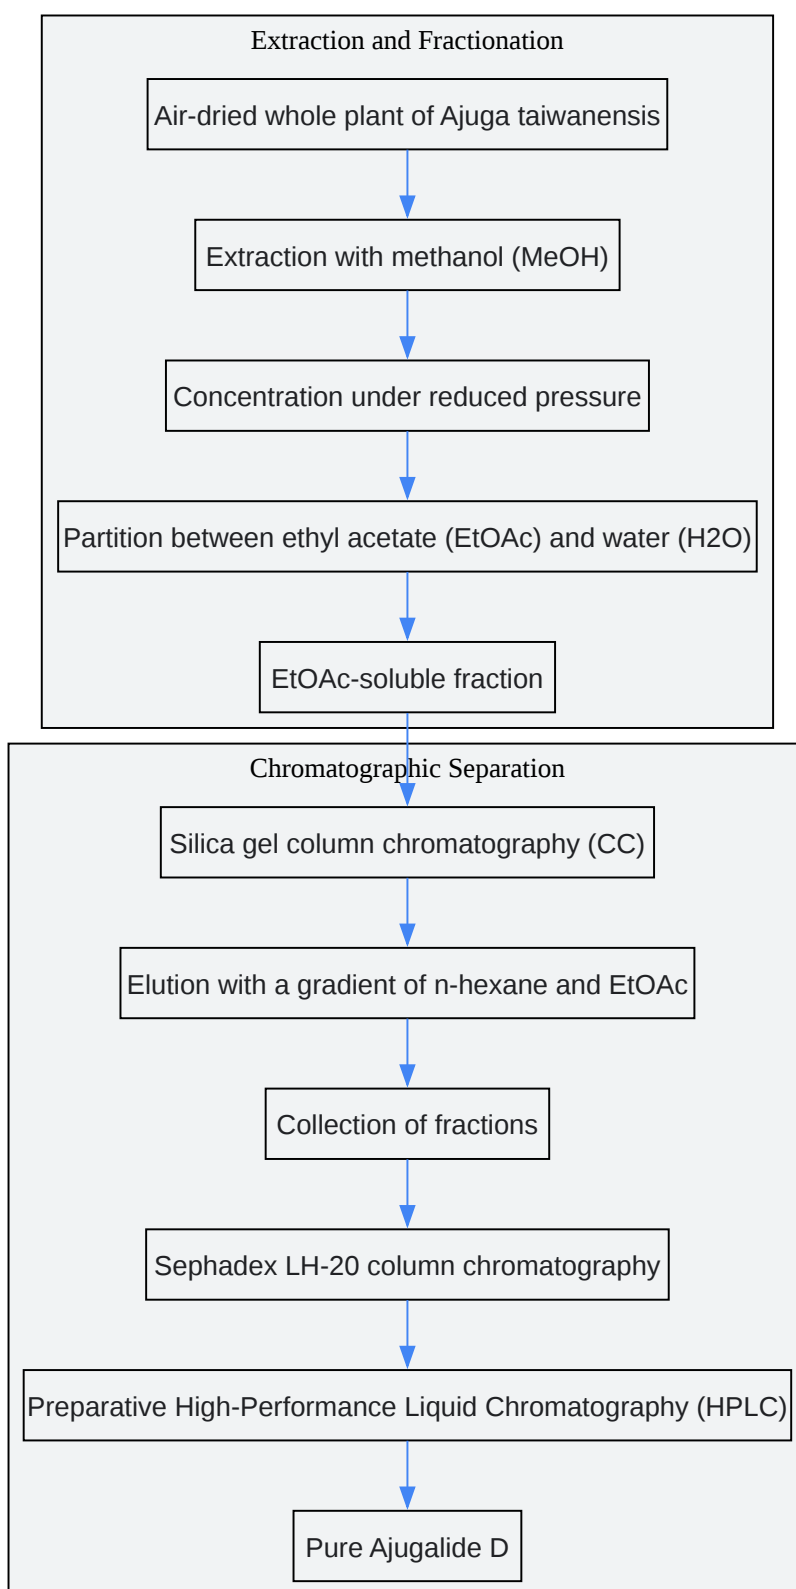 Extraction and Fractionation
Air-dried whole plant of Ajuga taiwanensis
Extraction with methanol (MeOH)
Concentration under reduced pressure
Partition between ethyl acetate (EtOAc) and water (H2O)
EtOAc-soluble fraction
Chromatographic Separation
Silica gel column chromatography (CC)
Elution with a gradient of n-hexane and EtOAc
Collection of fractions
Sephadex LH-20 column chromatography
Preparative High-Performance Liquid Chromatography (HPLC)
Pure Ajugalide D